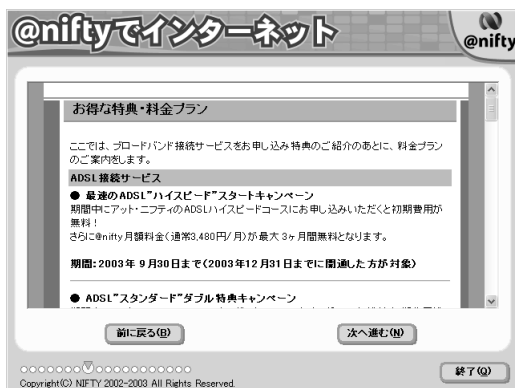 @niftyでインターネット
@nifty
お得な特典・料金プラン
ここでは、ブロードバンド接続サービスをお申し込み特典のご紹介のあとに、料金プラン
のご案内をします。
ADSL接続サービス
● 最速のADSL"ハイスピード"スタートキャンペーン
期間中にアット・ニフティのADSLハイスピードコースにお申し込みいただくと初期費用が
無料！
さらに@nifty月額料金(通常3,480円/月)が最大3ヶ月間無料となります。
期間:2003年 9月30日まで(2003年12月31日までに開通した方が対象)
● ADSL"スタンダード"ダブル特典キャンペーン
前に戻る(B)
次へ進む(N)
終了(Q)
Copyright(C) NIFTY 2002-2003 All Rights Reserved.